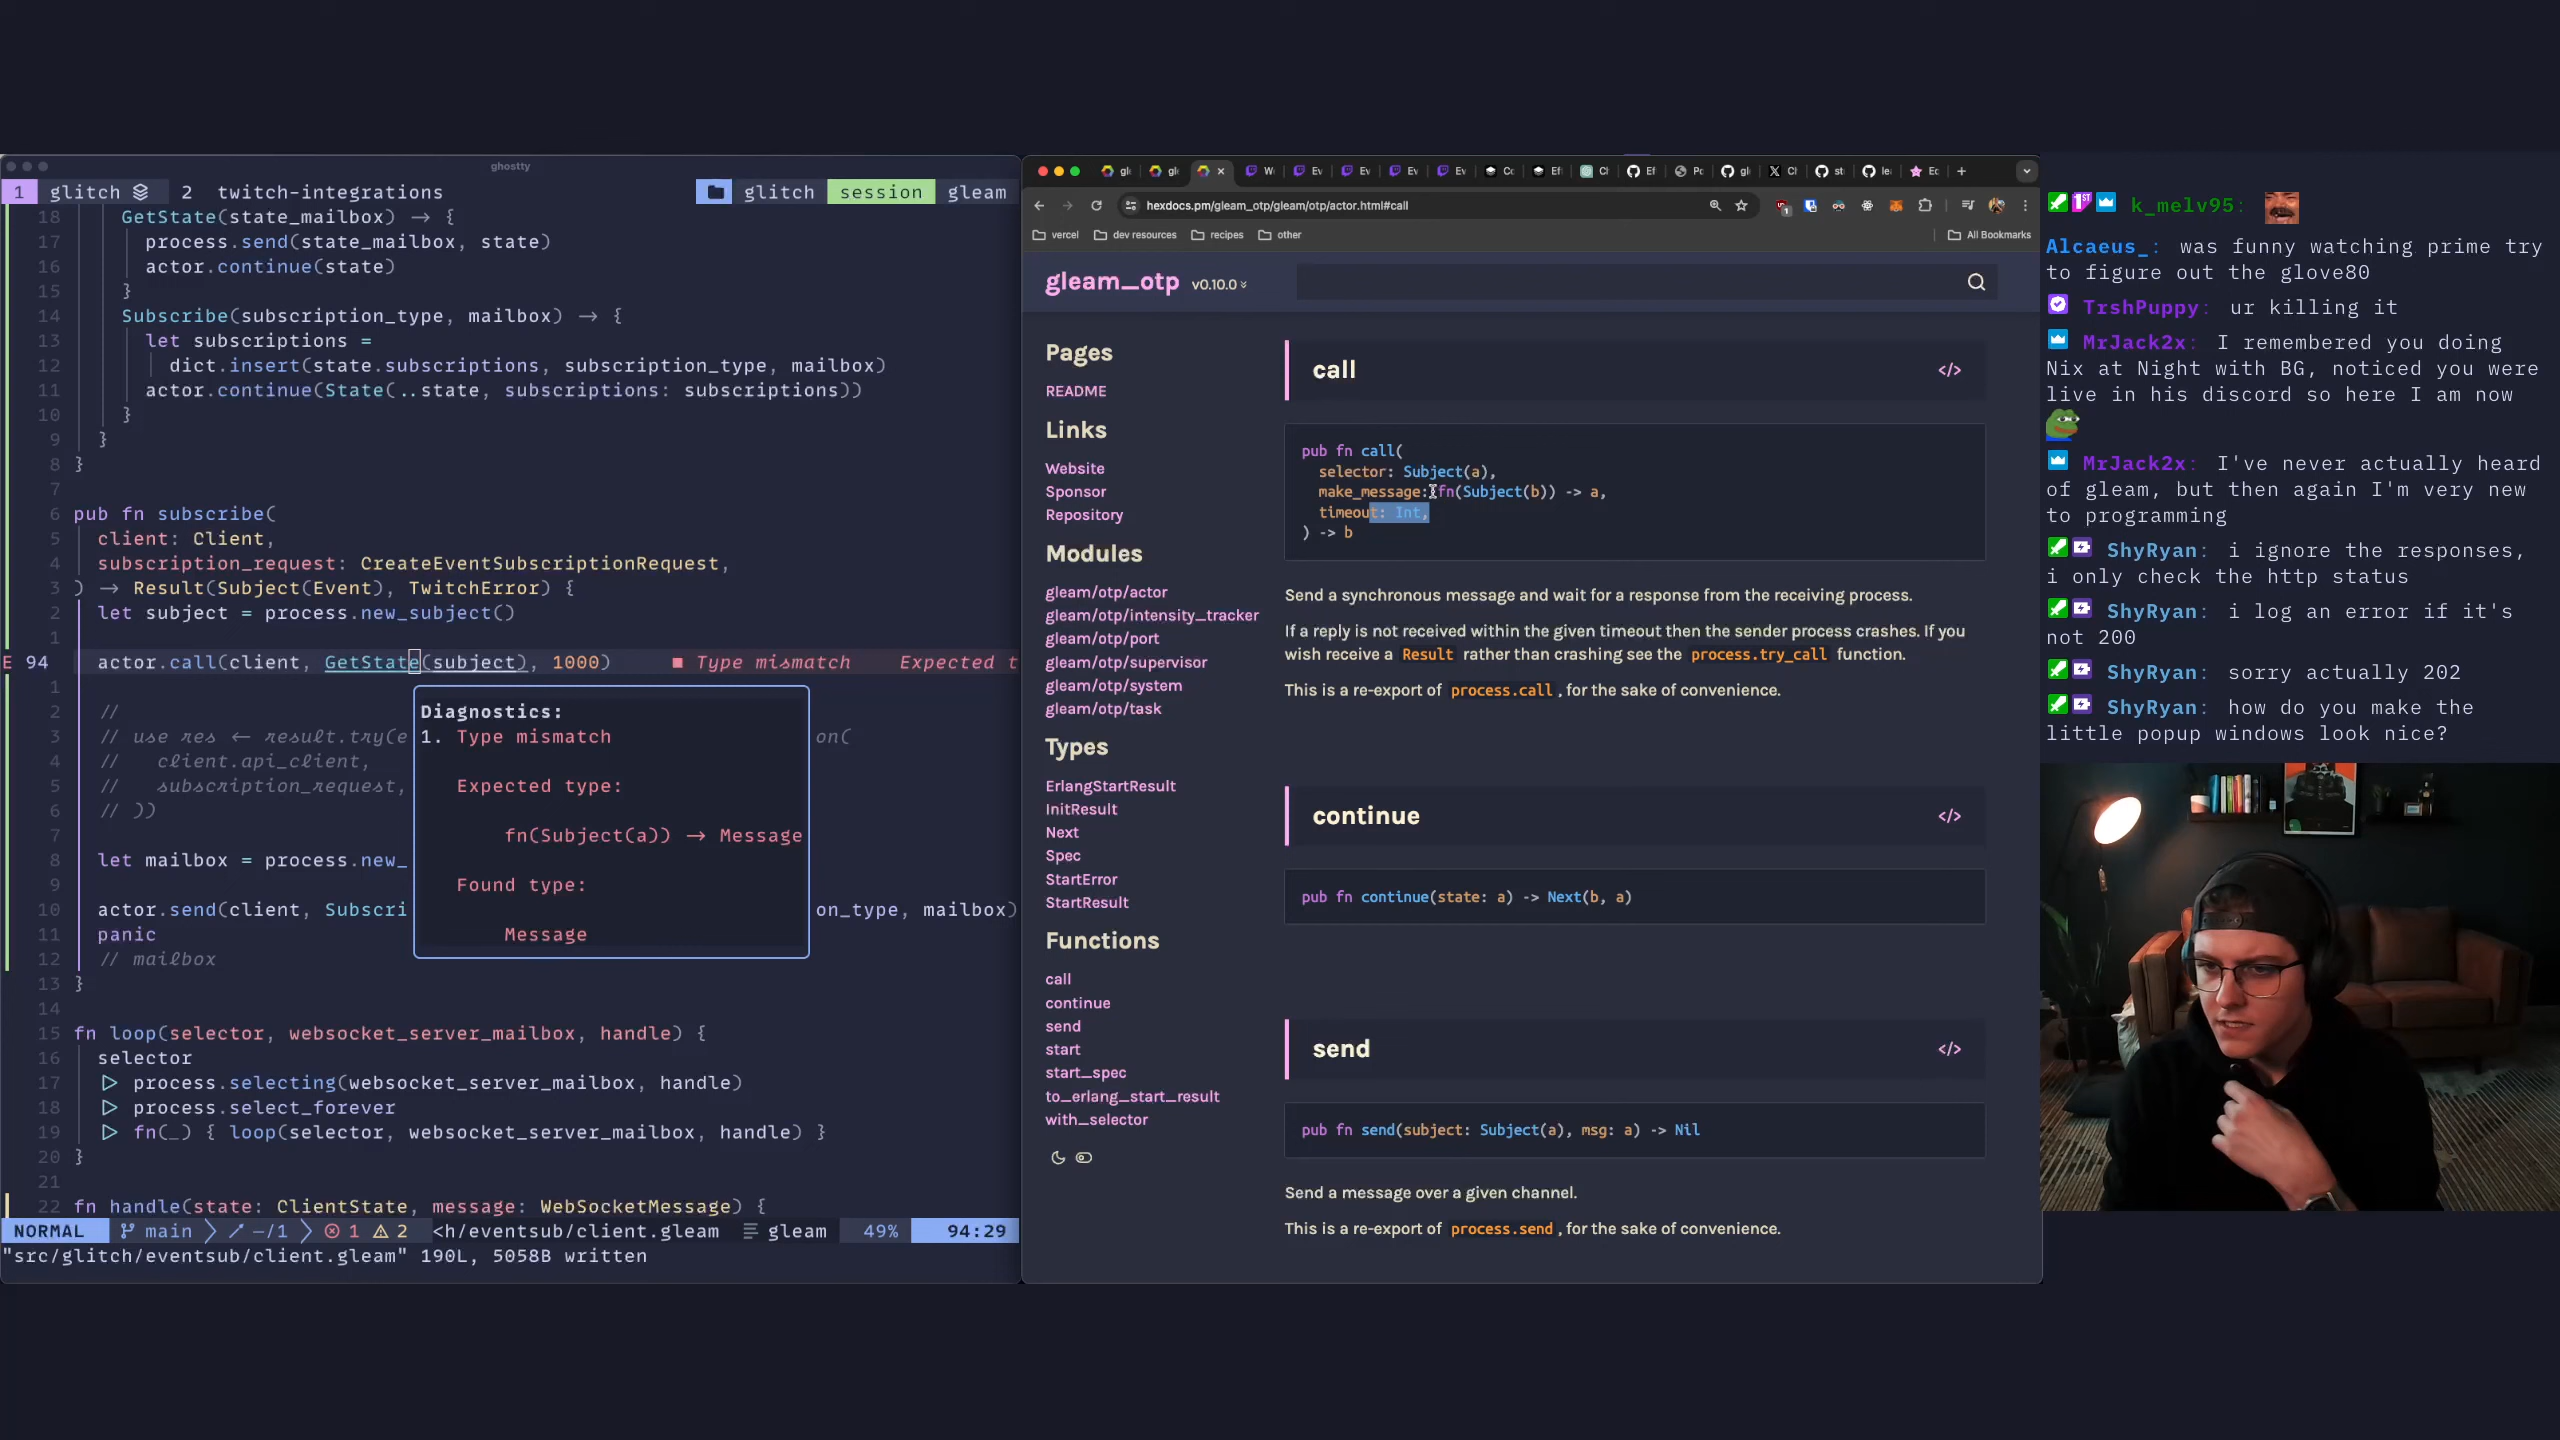 ghostty
1 glitch 2 twitch-integrations glitch session gleam
18 GetState(state_mailbox) → {
17 process.send(state_mailbox, state)
16 actor.continue(state)
15 }
14 Subscribe(subscription_type, mailbox) → {
13 let subscriptions =
12 dict.insert(state.subscriptions, subscription_type, mailbox)
11 actor.continue(State(..state, subscriptions: subscriptions))
10 }
9 }
8 }
7
6 pub fn subscribe(
5 client: Client,
4 subscription_request: CreateEventSubscriptionRequest,
3 ) → Result(Subject(Event), TwitchError) {
2 let subject = process.new_subject()
1
E 94 actor.call(client, GetState(subject), 1000) ■ Type mismatch Expected t
1
2 //
3 // use res ← result.try(e on(
4 // client.api_client,
5 // subscription_request,
6 // ))
7
8 let mailbox = process.new_
9
10 actor.send(client, Subscri on_type, mailbox)
11 panic
12 // mailbox
13 }
14
15 fn loop(selector, websocket_server_mailbox, handle) {
16 selector
17 ▷ process.selecting(websocket_server_mailbox, handle)
18 ▷ process.select_forever
19 ▷ fn(_) { loop(selector, websocket_server_mailbox, handle) }
20 }
21
22 fn handle(state: ClientState, message: WebSocketMessage) {
Diagnostics:
1. Type mismatch
Expected type:
fn(Subject(a)) → Message
Found type:
Message
NORMAL main -/1 1 2 <h/eventsub/client.gleam gleam 49% 94:29
"src/glitch/eventsub/client.gleam" 190L, 5058B written
gl gl W Ev Ev Ev Ev Co Ef Cl Ef Pc gl Cl st le Ec
hexdocs.pm/gleam_otp/gleam/otp/actor.html#call
vercel dev resources recipes other All Bookmarks
gleam_otp v0.10.0
Pages
README
Links
Website
Sponsor
Repository
Modules
gleam/otp/actor
gleam/otp/intensity_tracker
gleam/otp/port
gleam/otp/supervisor
gleam/otp/system
gleam/otp/task
Types
ErlangStartResult
InitResult
Next
Spec
StartError
StartResult
Functions
call
continue
send
start
start_spec
to_erlang_start_result
with_selector
call </>
pub fn call(
selector: Subject(a),
make_message: fn(Subject(b)) -> a,
timeout: Int,
) -> b
Send a synchronous message and wait for a response from the receiving process.
If a reply is not received within the given timeout then the sender process crashes. If you
wish receive a Result rather than crashing see the process.try_call function.
This is a re-export of process.call, for the sake of convenience.
continue </>
pub fn continue(state: a) -> Next(b, a)
send </>
pub fn send(subject: Subject(a), msg: a) -> Nil
Send a message over a given channel.
This is a re-export of process.send, for the sake of convenience.
k_melv95:
Alcaeus_: was funny watching prime try
to figure out the glove80
TrshPuppy: ur killing it
MrJack2x: I remembered you doing
Nix at Night with BG, noticed you were
live in his discord so here I am now
MrJack2x: I've never actually heard
of gleam, but then again I'm very new
to programming
ShyRyan: i ignore the responses,
i only check the http status
ShyRyan: i log an error if it's
not 200
ShyRyan: sorry actually 202
ShyRyan: how do you make the
little popup windows look nice?